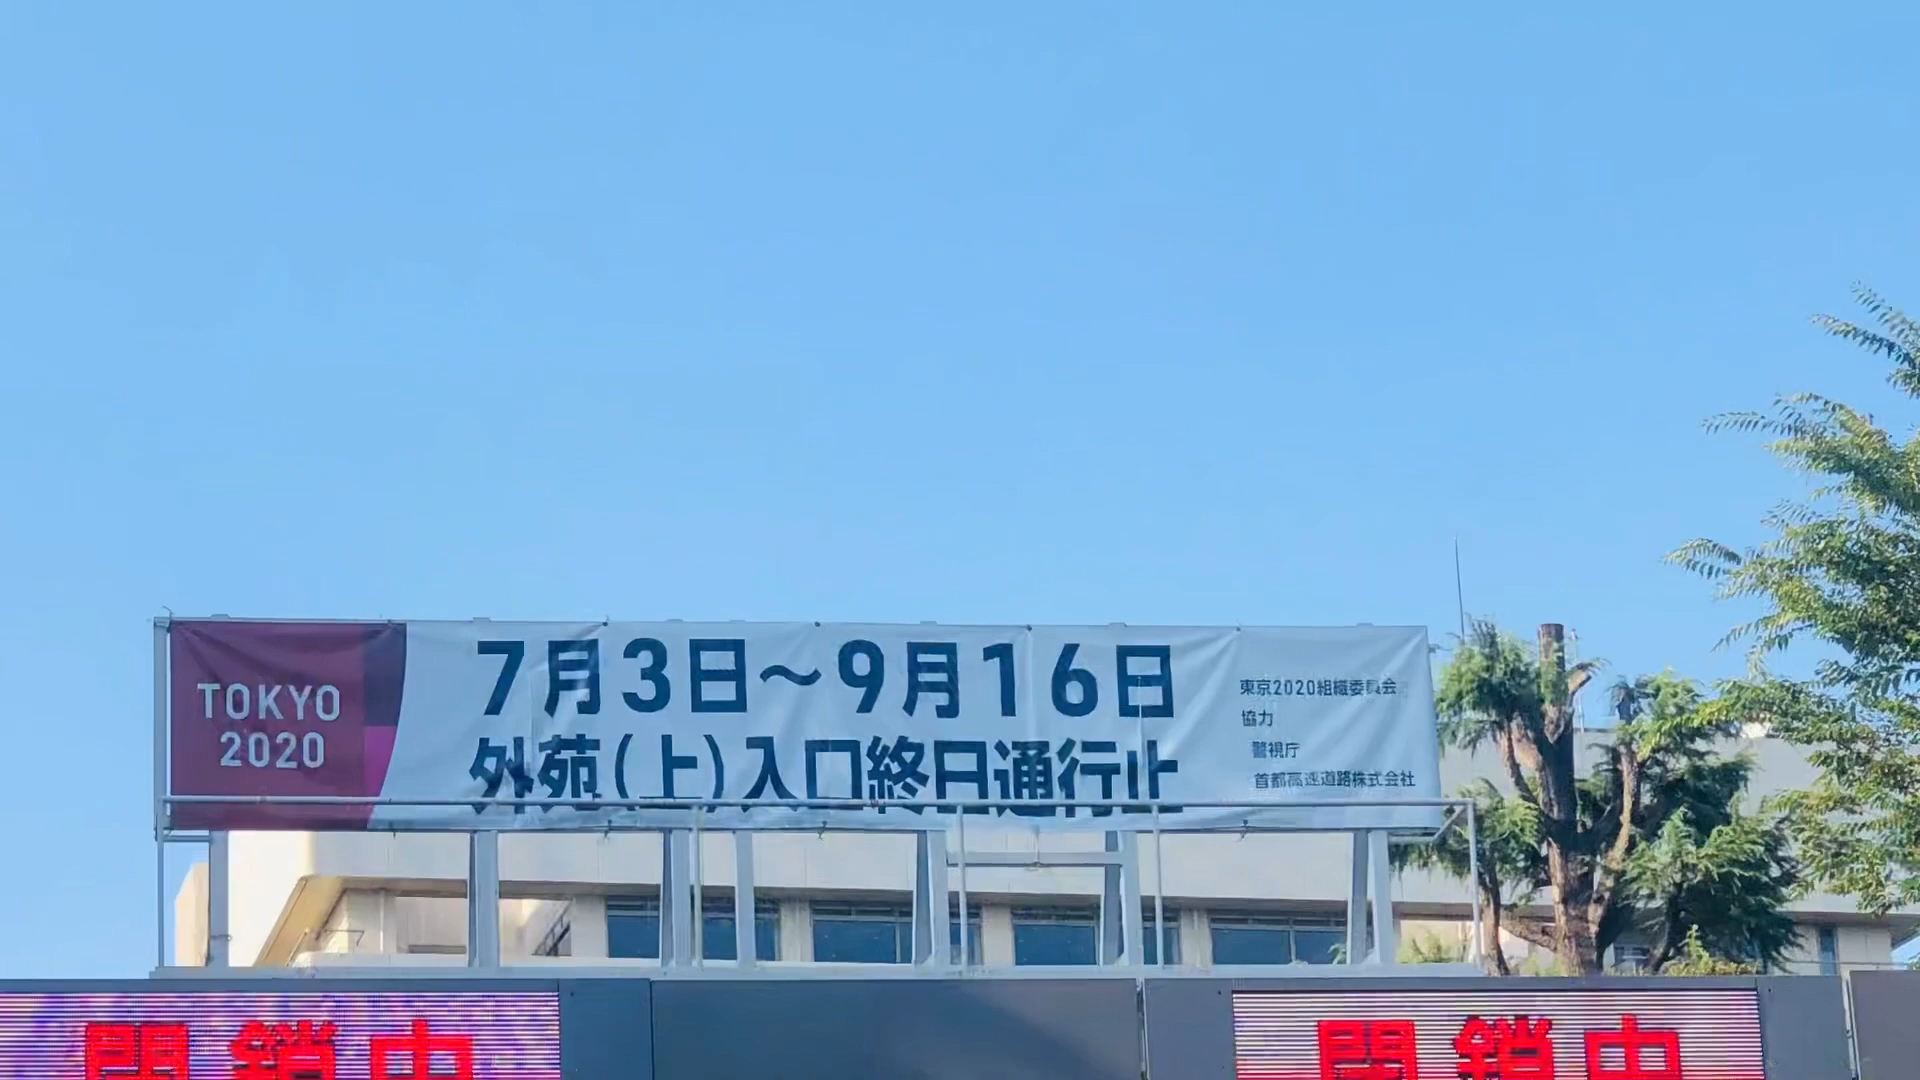 TOKYO
2020
7月3日～9月16日
外苑(上)入口終日通行止
東京2020組織委員会
協力
警視庁
首都高速道路株式会社
閉鎖中
閉鎖中